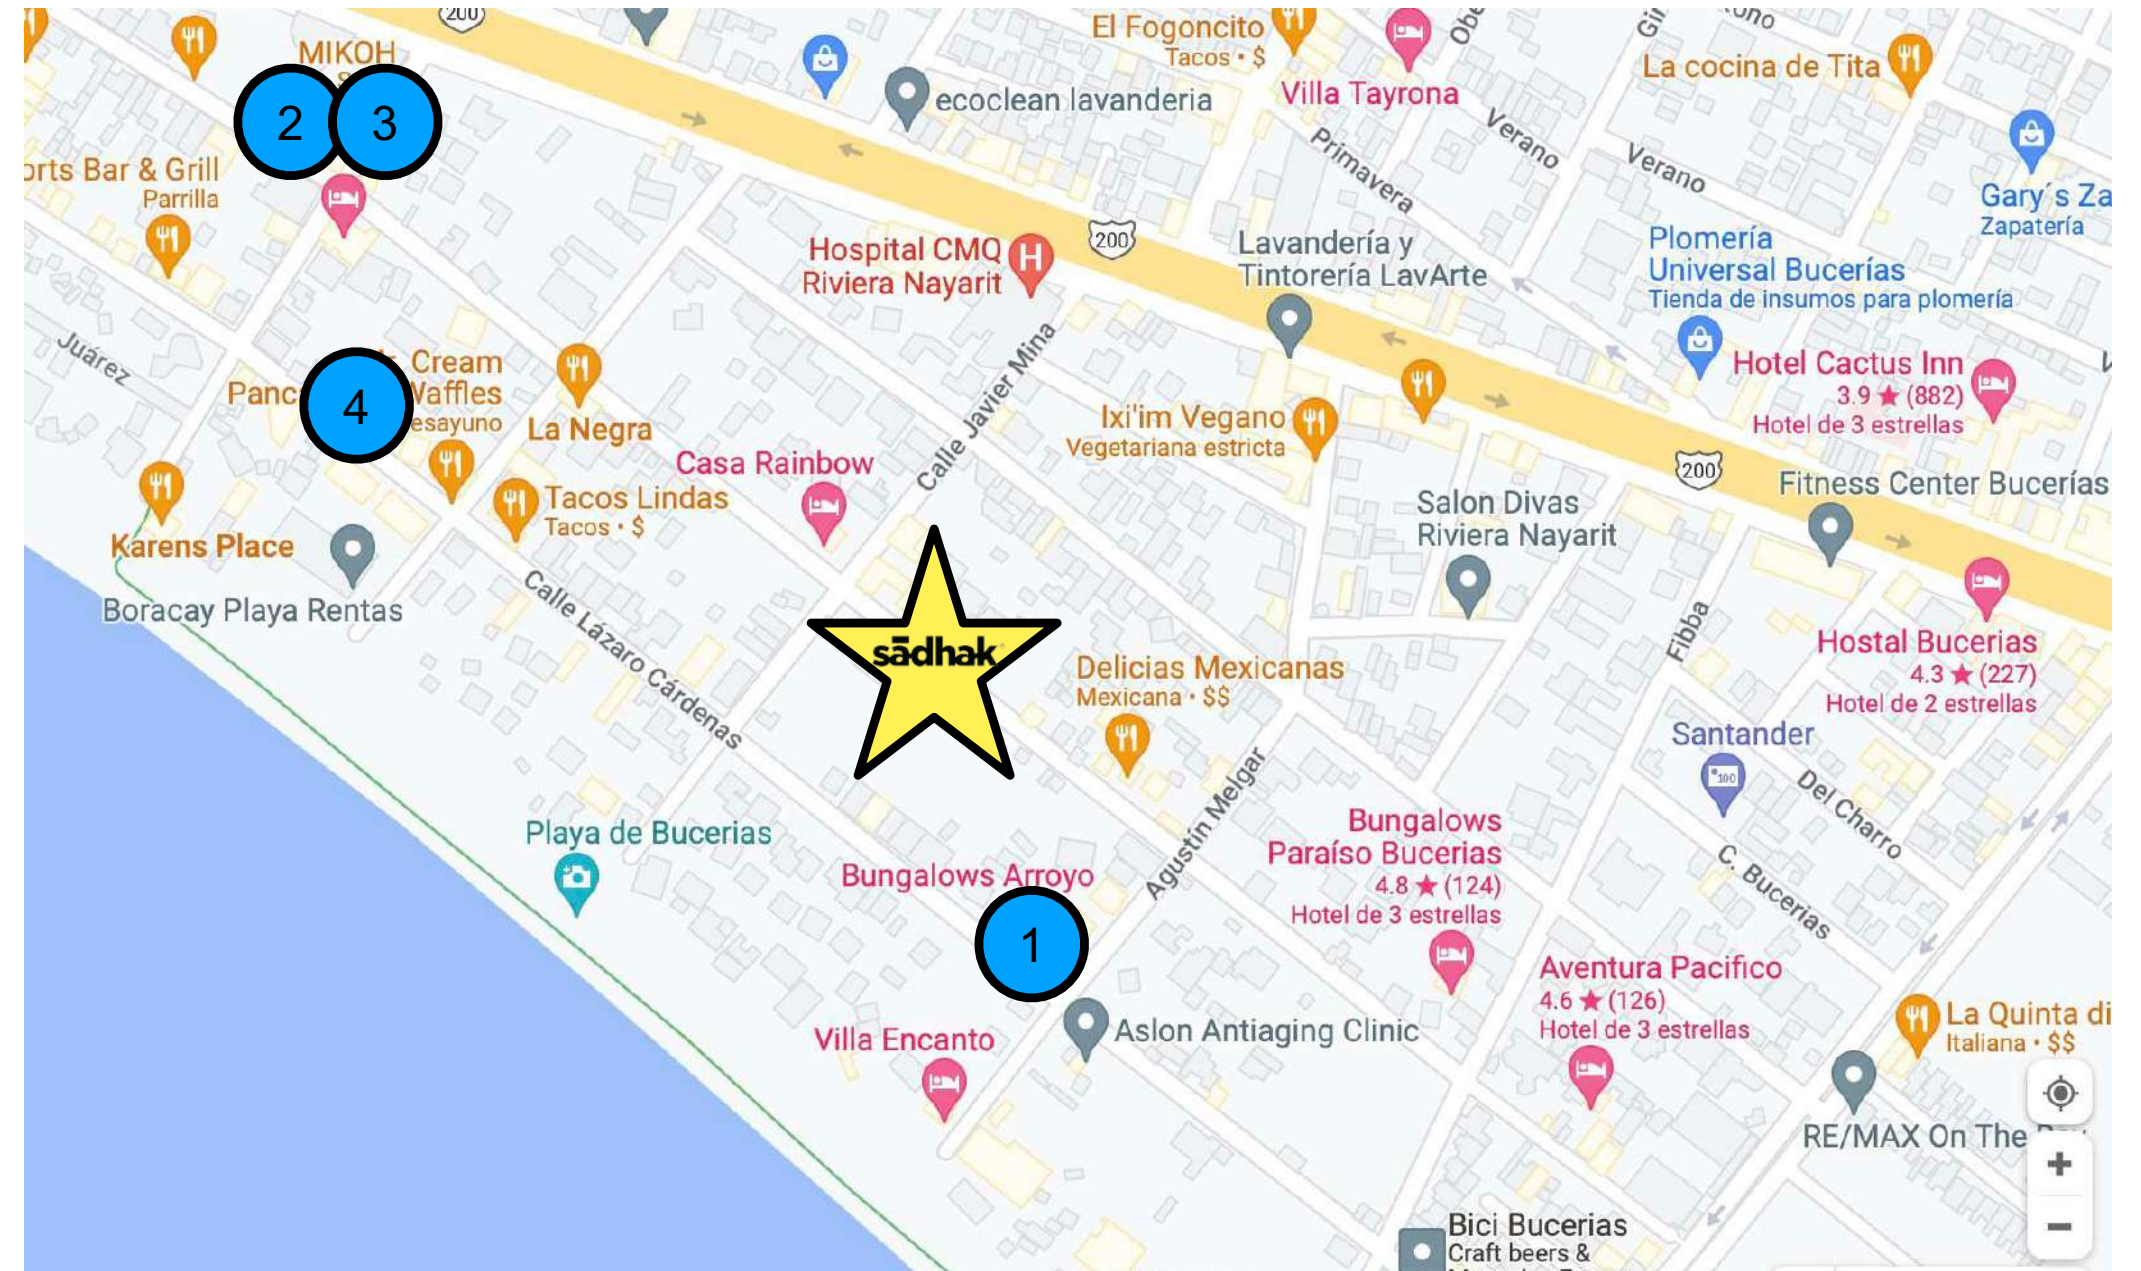 200
MIKOH
2
3
orts Bar & Grill
Parrilla
El Fogoncito
Tacos • $
Villa Tayrona
ecoclean lavanderia
La cocina de Tita
Verano
Primavera
Verano
Gary´s Za
Zapatería
Hospital CMQ
Riviera Nayarit
200
Lavandería y
Tintorería LavArte
Plomería
Universal Bucerías
Tienda de insumos para plomería
Juárez
Cream
Panc
4
Waffles
esayuno
La Negra
Casa Rainbow
Calle Javier Mina
Ixi'im Vegano
Vegetariana estricta
Hotel Cactus Inn
3.9 ★ (882)
Hotel de 3 estrellas
200
Fitness Center Bucerías
Tacos Lindas
Tacos • $
Karens Place
Boracay Playa Rentas
Salon Divas
Riviera Nayarit
Calle Lázaro Cárdenas
sādhak
Delicias Mexicanas
Mexicana • $$
Fibba
Hostal Bucerias
4.3 ★ (227)
Hotel de 2 estrellas
Santander
Del Charro
C. Bucerias
Agustín Melgar
Playa de Bucerias
Bungalows Arroyo
1
Bungalows
Paraíso Bucerias
4.8 ★ (124)
Hotel de 3 estrellas
Aventura Pacifico
4.6 ★ (126)
Hotel de 3 estrellas
Villa Encanto
Aslon Antiaging Clinic
La Quinta di
Italiana • $$
RE/MAX On The
Bici Bucerias
Craft beers &